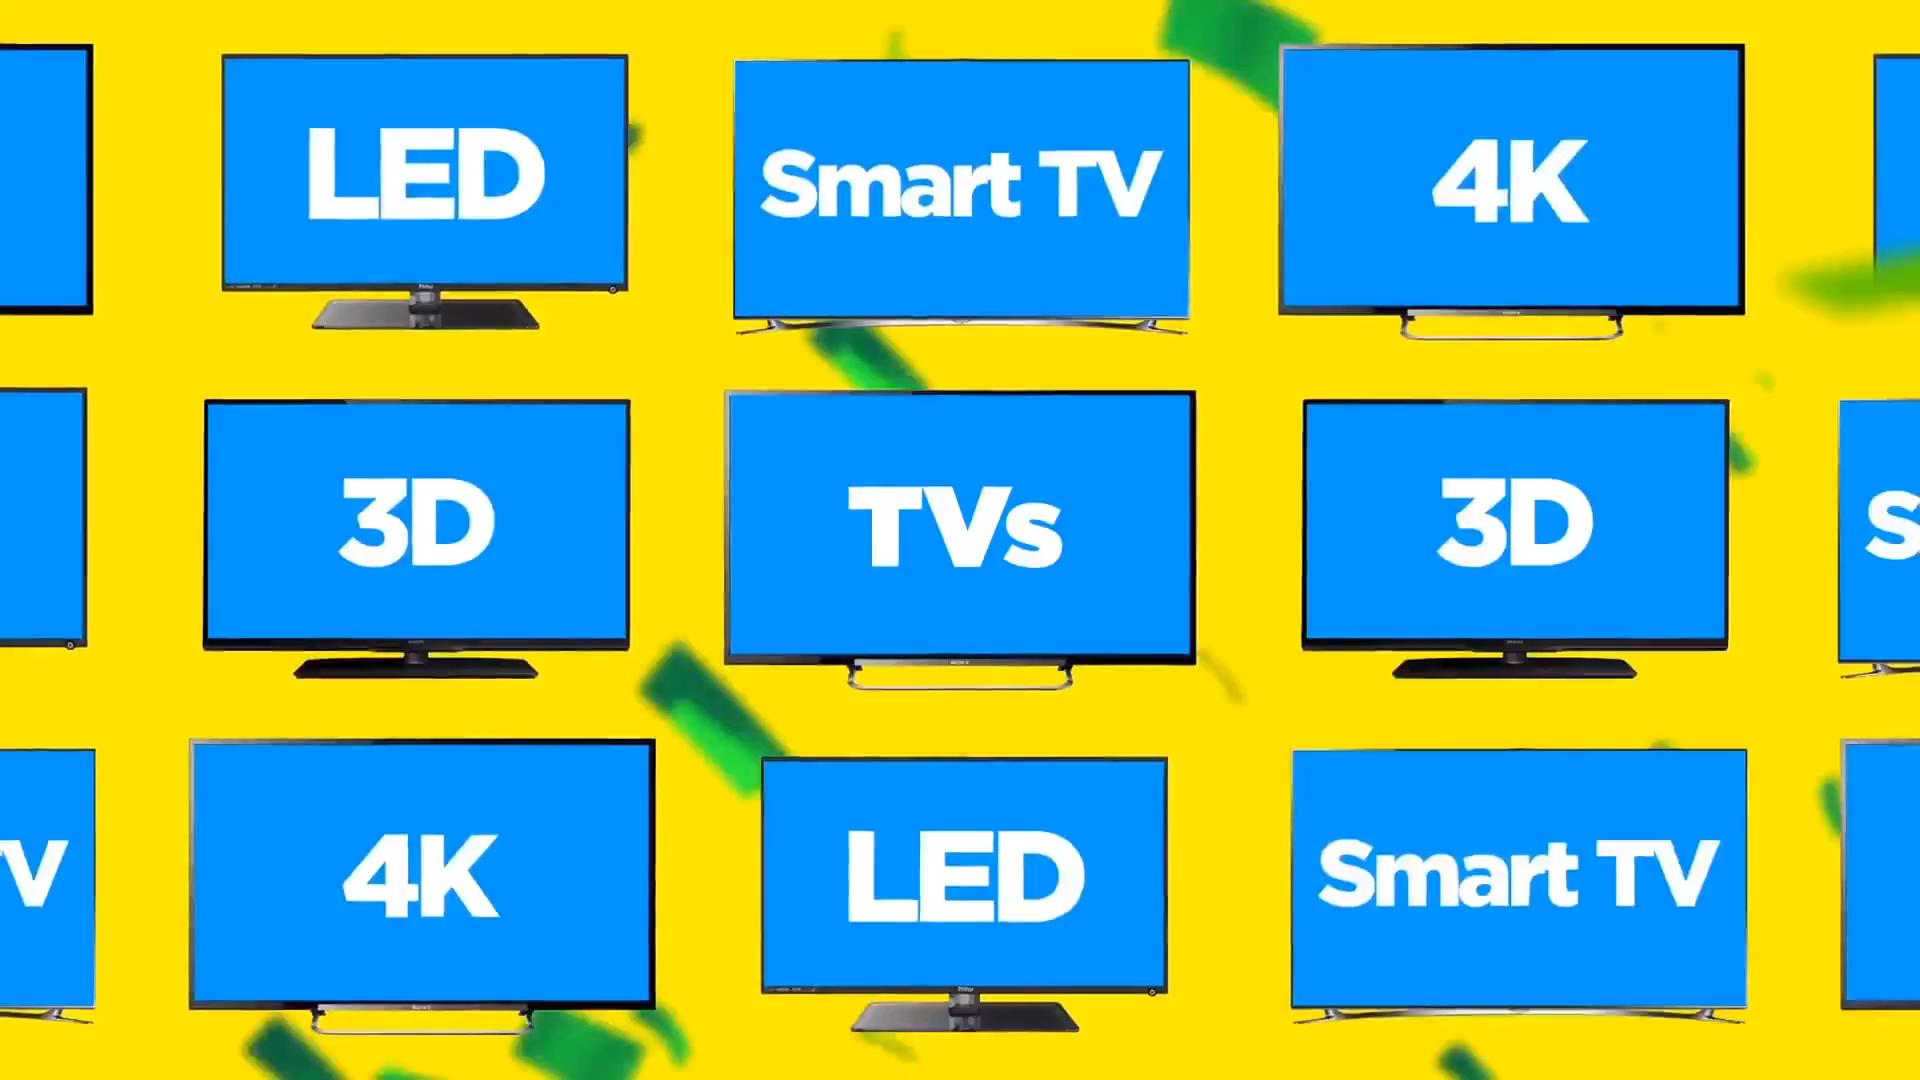 LED
Smart TV
4K
3D
TVs
3D
S
V
4K
LED
Smart TV